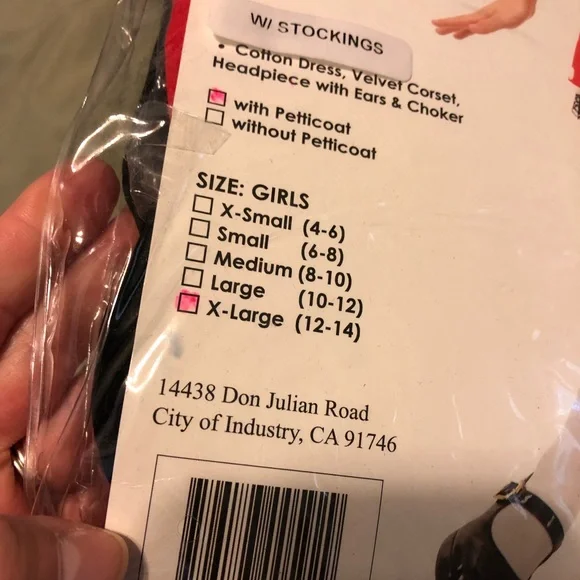 W/ STOCKINGS
• Cotton Dress, Velvet Corset,
Headpiece with Ears & Choker
with Petticoat
without Petticoat
SIZE: GIRLS
X-Small (4-6)
Small (6-8)
Medium (8-10)
Large (10-12)
X-Large (12-14)
14438 Don Julian Road
City of Industry, CA 91746